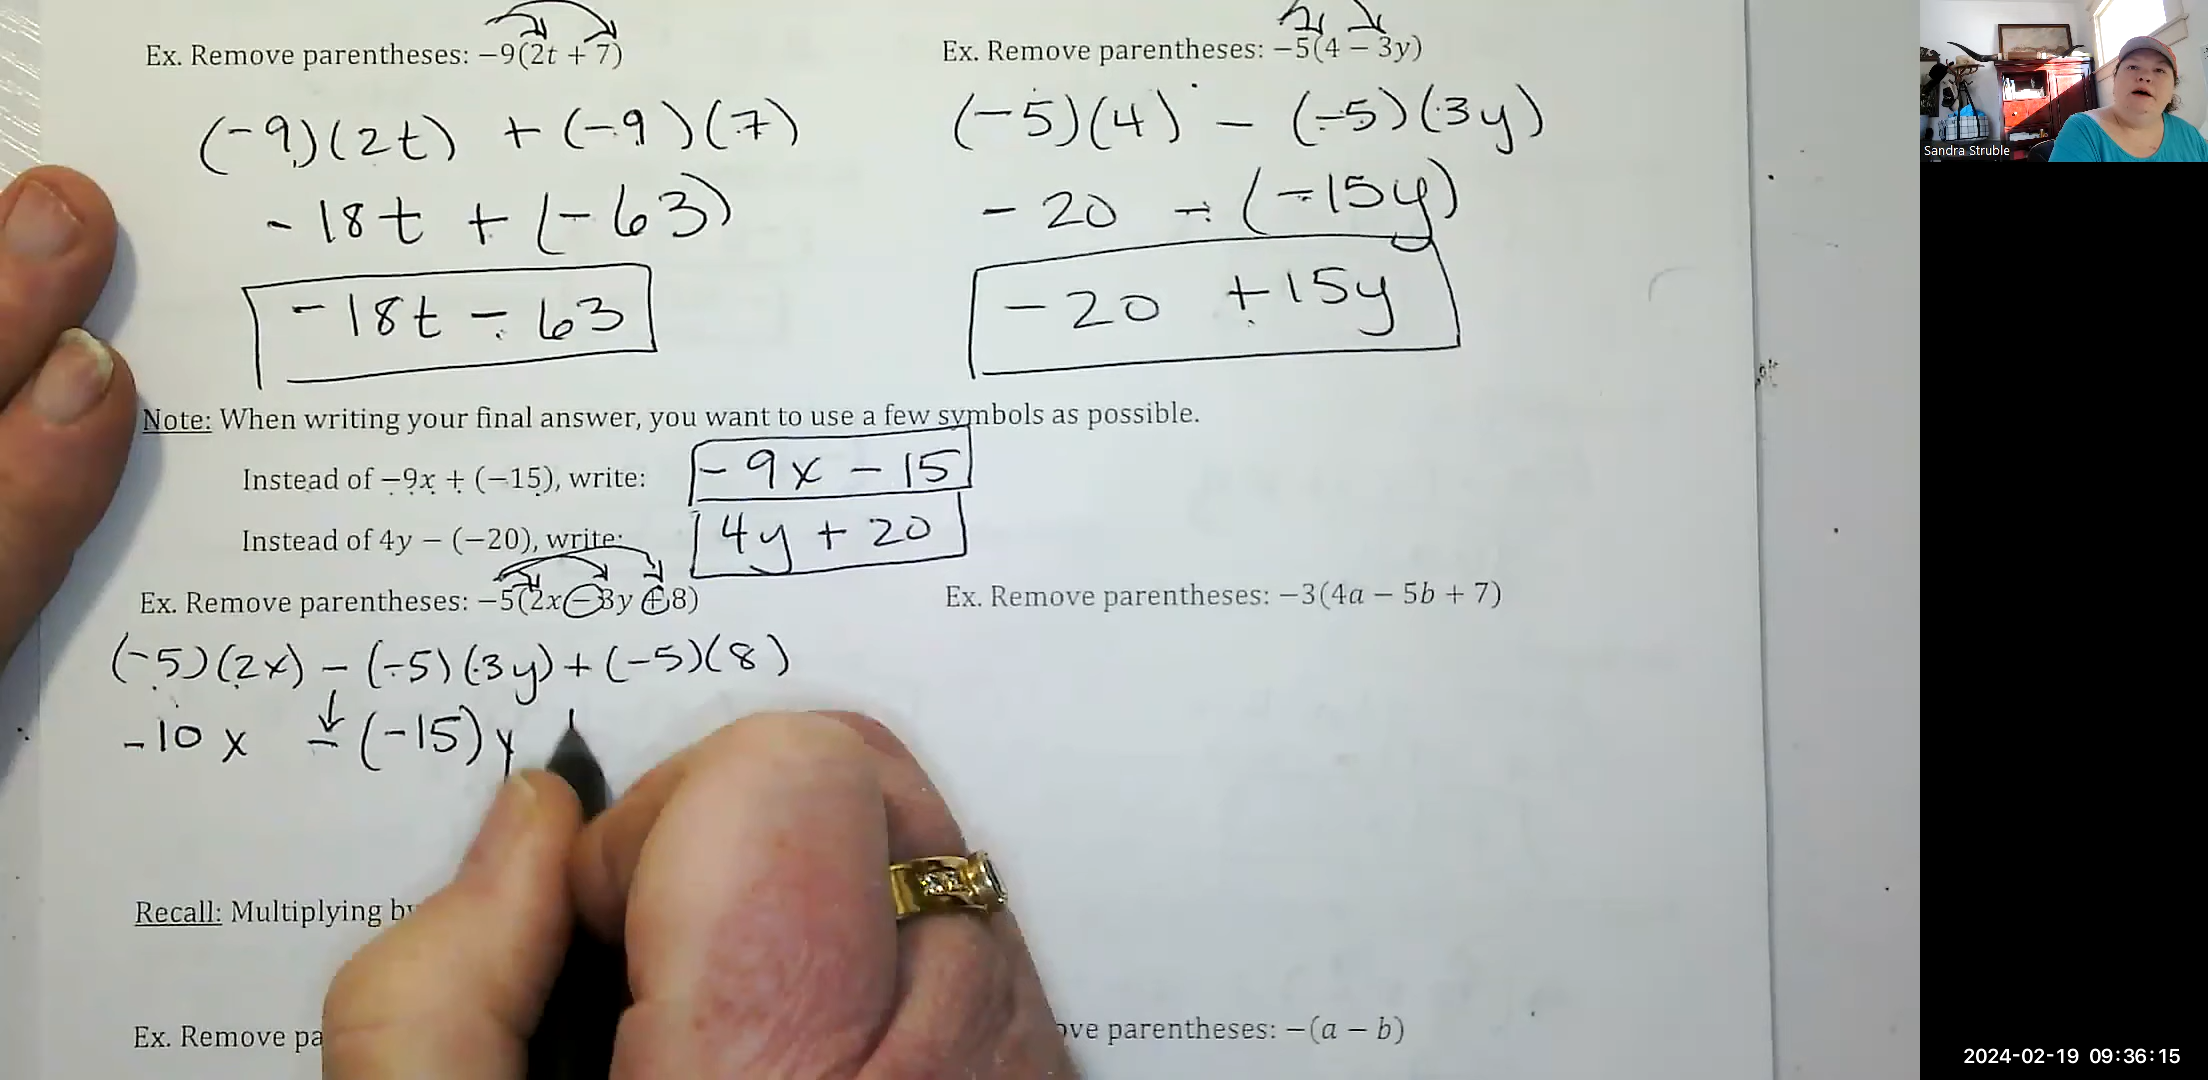 Ex. Remove parentheses: −9(2t + 7)
(-9)(2t) + (-9)(7)
-18t + (-63)
-18t - 63
Ex. Remove parentheses: −5(4 − 3y)
(-5)(4) - (-5)(3y)
-20 - (-15y)
-20 +15y
Note: When writing your final answer, you want to use a few symbols as possible.
Instead of −9x + (−15), write: -9x - 15
Instead of 4y − (−20), write: 4y + 20
Ex. Remove parentheses: −5(2x − 3y + 8)
(-5)(2x) - (-5)(3y) + (-5)(8)
-10x - (-15)y
Ex. Remove parentheses: −3(4a − 5b + 7)
Recall: Multiplying
Ex. Remove
parentheses: −(a − b)
Sandra Struble
2024-02-19 09:36:15